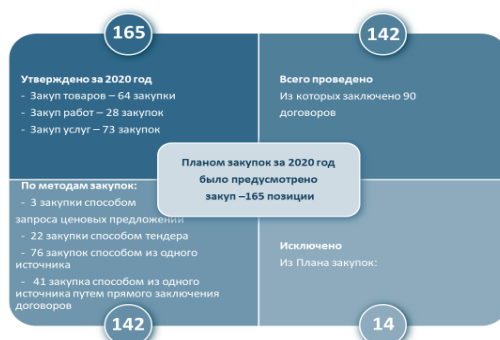 165
Утверждено за 2020 год
- Закуп товаров – 64 закупки
- Закуп работ – 28 закупок
- Закуп услуг – 73 закупок
142
Всего проведено
Из которых заключено 90
договоров
Планом закупок за 2020 год
было предусмотрено
закуп –165 позиции
По методам закупок:
- 3 закупки способом
запроса ценовых предложений
- 22 закупки способом тендера
- 76 закупок способом из одного
источника
- 41 закупка способом из одного
источника путем прямого заключения
договоров
142
Исключено
Из Плана закупок:
14